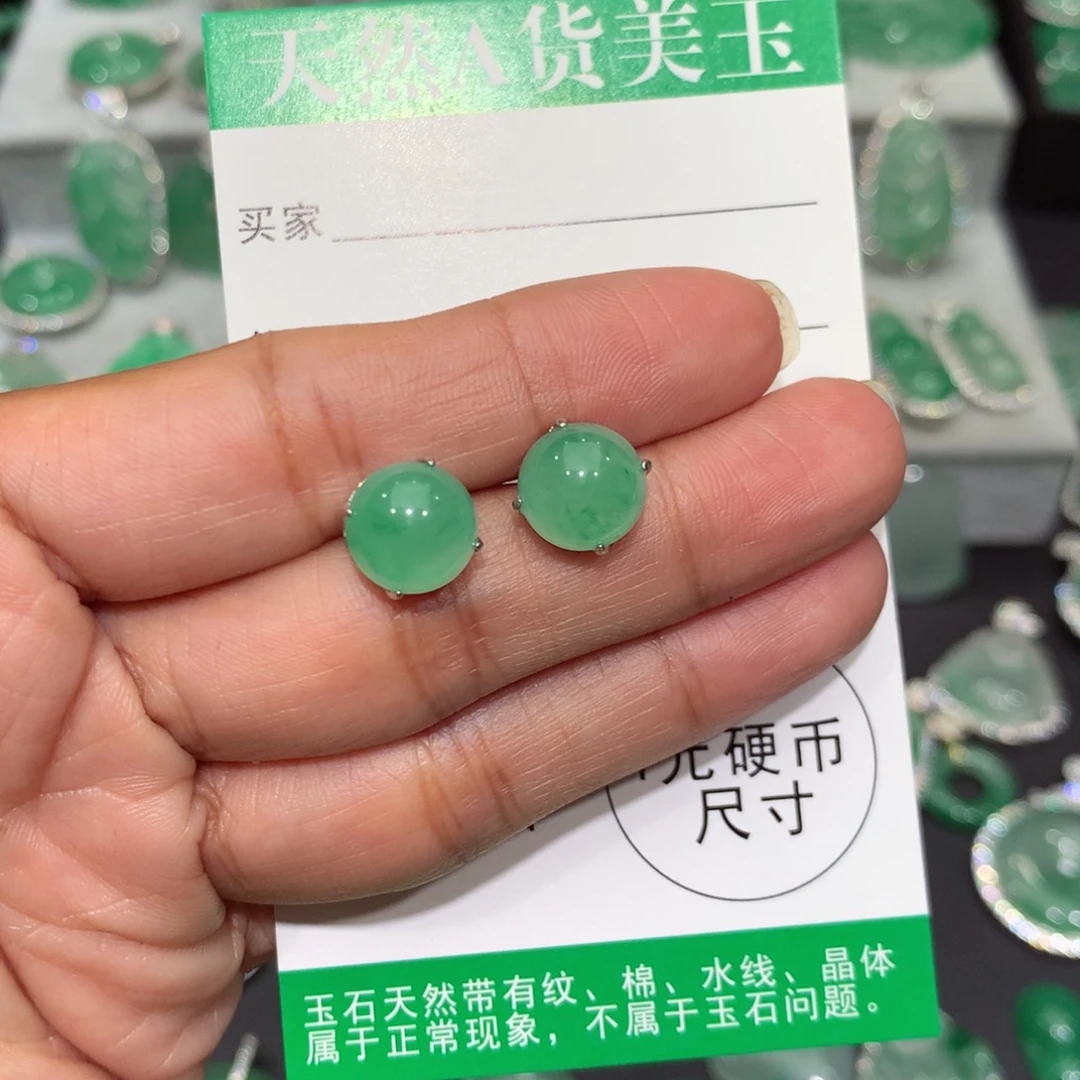 天然A货美玉
买家
元硬币
尺寸
玉石天然带有纹、棉、水线、晶体
属于正常现象，不属于玉石问题。